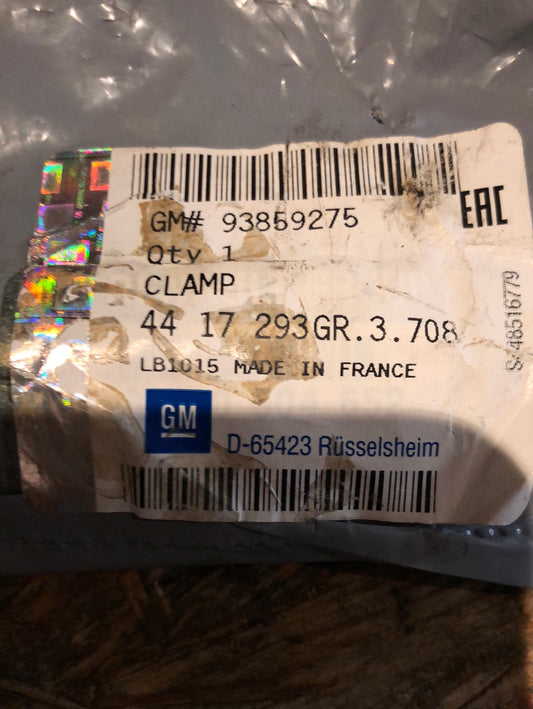 EAC
GM# 93859275
Qty 1
CLAMP
44 17 293GR.3.708
LB1015 MADE IN FRANCE
GM
D-65423 Rüsselsheim
S-48516779